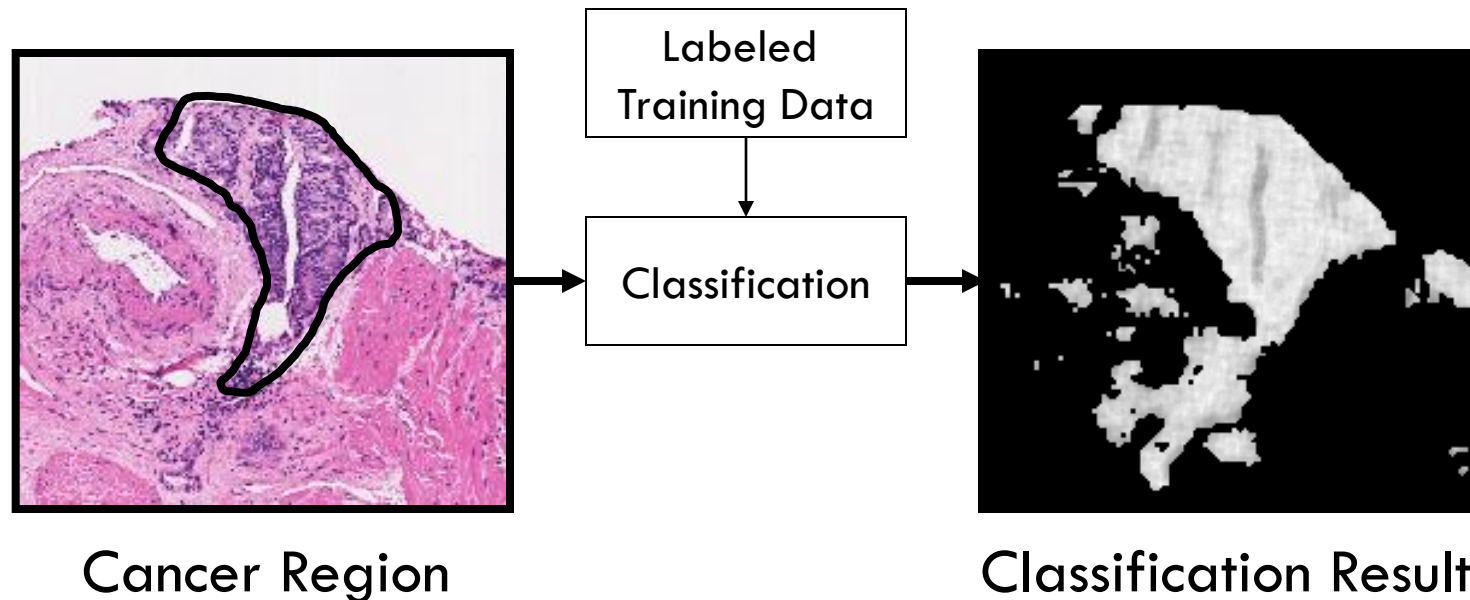 Labeled
Training Data
Classification
Cancer Region
Classification Result